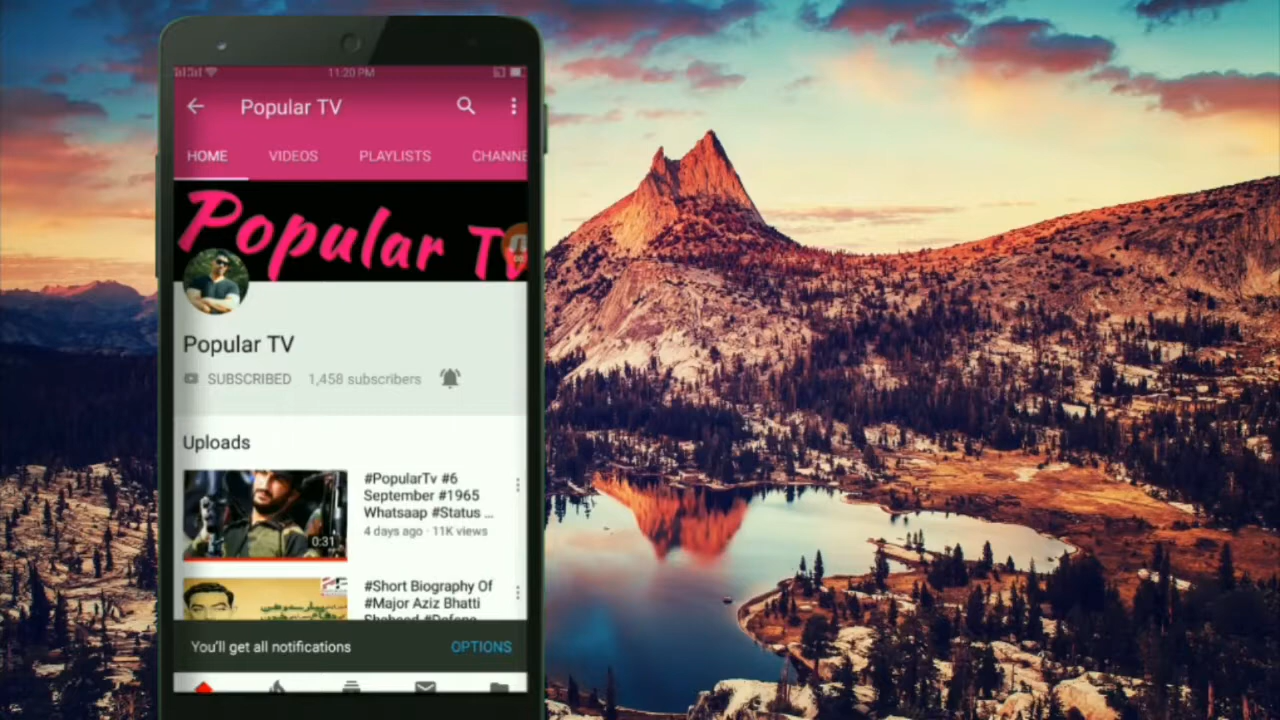 11:20 PM
Popular TV
HOME VIDEOS PLAYLISTS CHANNE
Popular TV
Popular TV
SUBSCRIBED 1,458 subscribers
Uploads
#PopularTv #6
September #1965
Whatsaap #Status ...
4 days ago · 11K views
0:31
#Short Biography Of
#Major Aziz Bhatti
Shaheed #Defence
You'll get all notifications OPTIONS